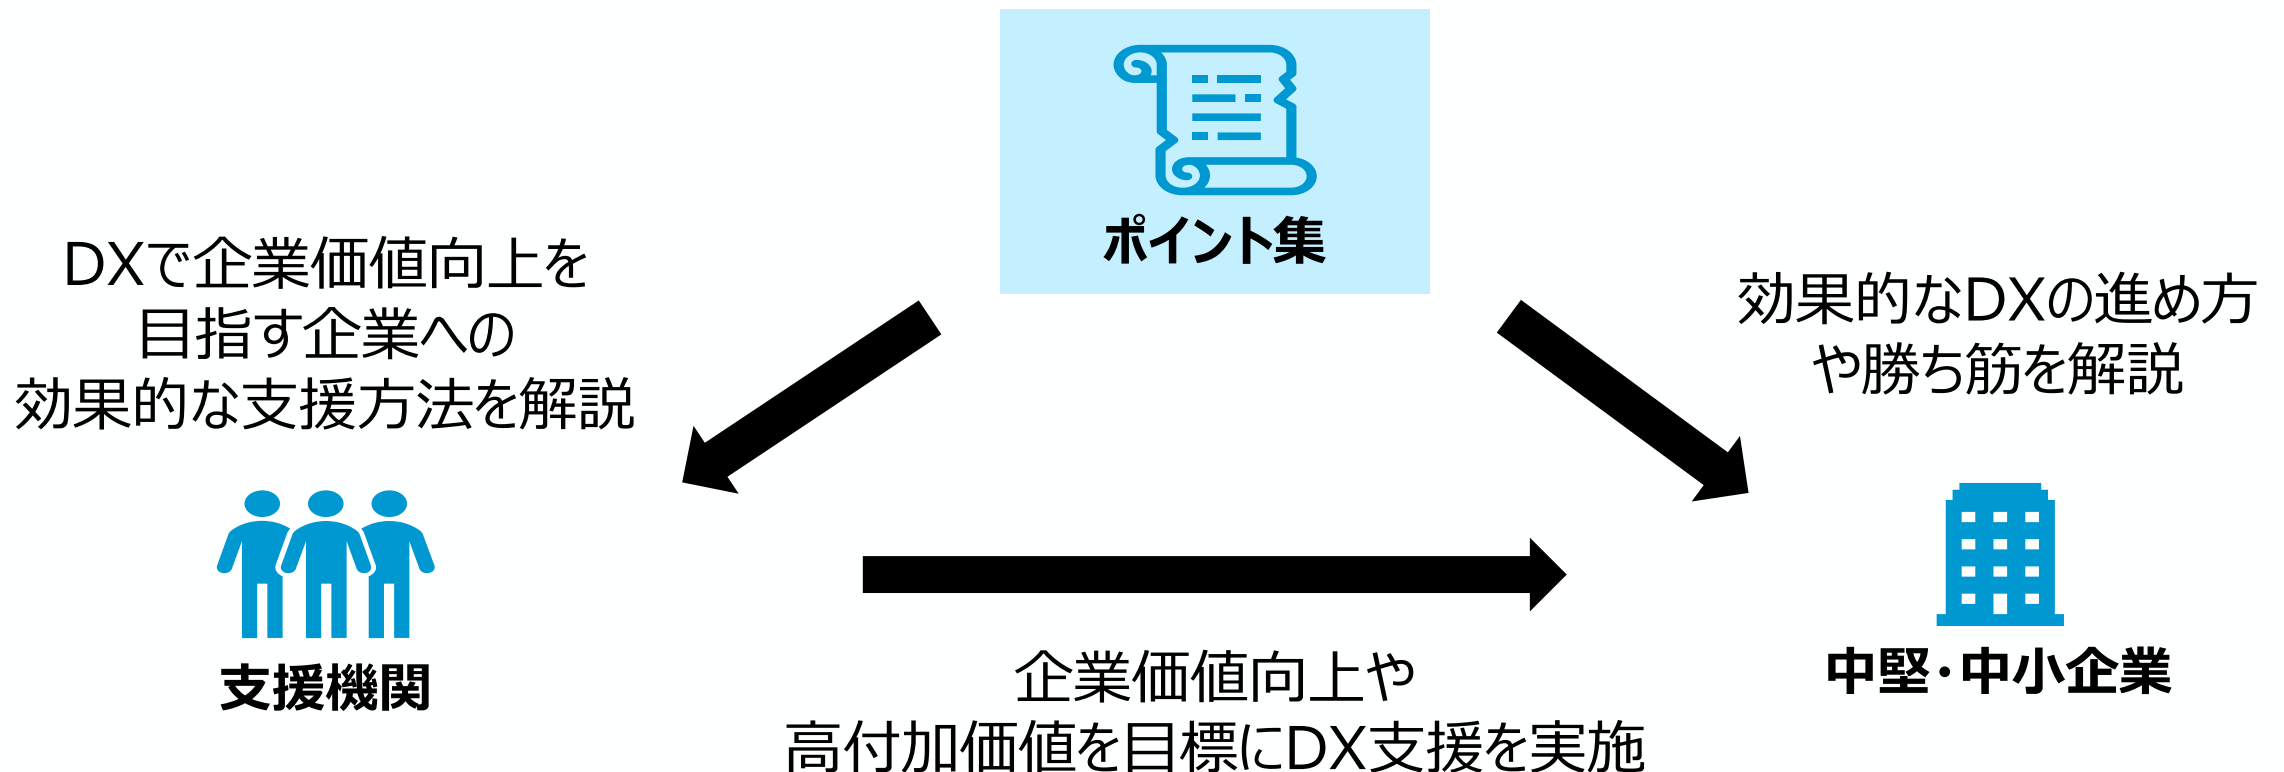 ポイント集
DXで企業価値向上を
目指す企業への
効果的な支援方法を解説
効果的なDXの進め方
や勝ち筋を解説
支援機関
中堅・中小企業
企業価値向上や
高付加価値を目標にDX支援を実施